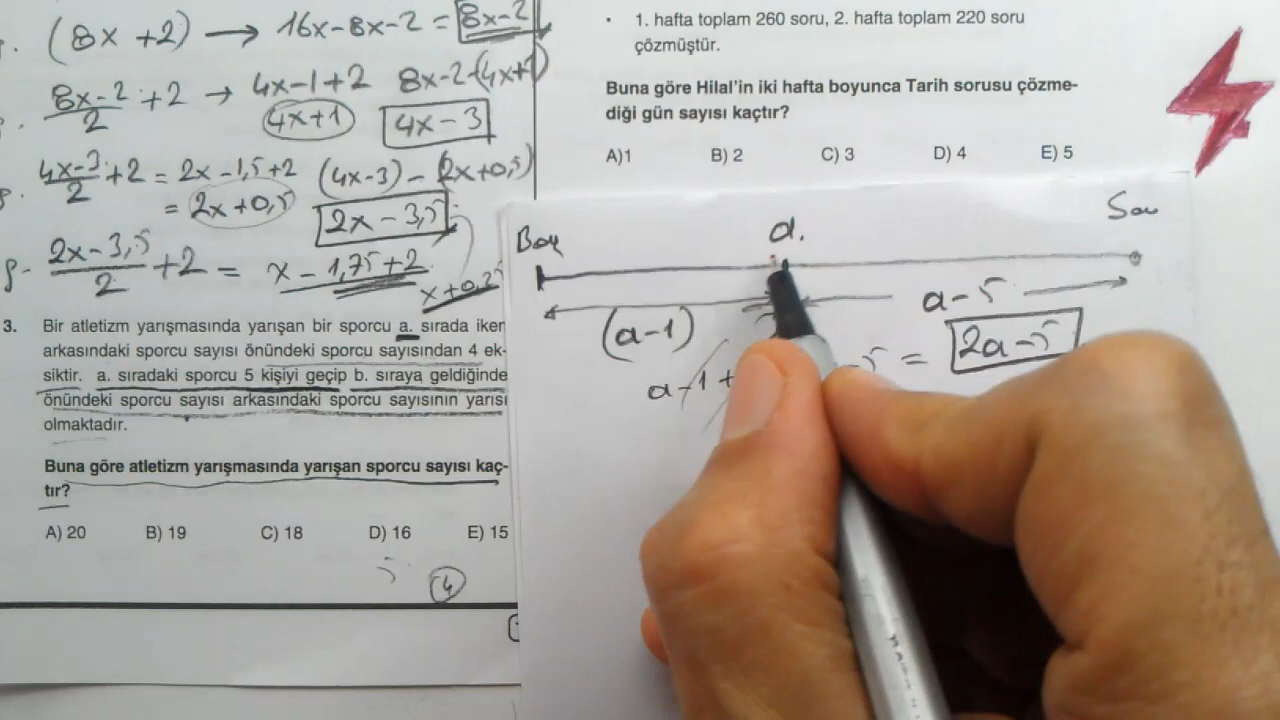 (8x + 2) → 16x-8x-2 = 8x-2
8x-2/2 + 2 → 4x-1+2 8x-2-(4x+1)
4x+1 4x-3
4x-3/2 + 2 = 2x-1,5+2 (4x-3) - (2x+0,5)
= 2x+0,5 2x-3,5
2x-3,5/2 + 2 = x-1,75+2
x+0,25
3. Bir atletizm yarışmasında yarışan bir sporcu a. sırada iken
arkasındaki sporcu sayısı önündeki sporcu sayısından 4 ek-
siktir. a. sıradaki sporcu 5 kişiyi geçip b. sıraya geldiğinde
önündeki sporcu sayısı arkasındaki sporcu sayısının yarısı
olmaktadır.
Buna göre atletizm yarışmasında yarışan sporcu sayısı kaç-
tır?
A) 20 B) 19 C) 18 D) 16 E) 15
4
• 1. hafta toplam 260 soru, 2. hafta toplam 220 soru
çözmüştür.
Buna göre Hilal'in iki hafta boyunca Tarih sorusu çözme-
diği gün sayısı kaçtır?
A)1 B) 2 C) 3 D) 4 E) 5
a.
(a-1) a-5
a-1+ -5 = 2a-5